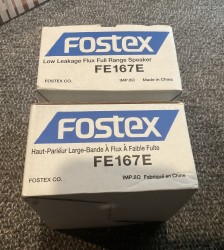 Fostex
Low Leakage Flux Full Range Speaker
FE167E
FOSTEX CO. IMP.8Ω Made in China
Fostex
Haut-Parleur Large-Bande À Flux À Faible Fuite
FE167E
FOSTEX CO. IMP.8Ω Fabriqué en China